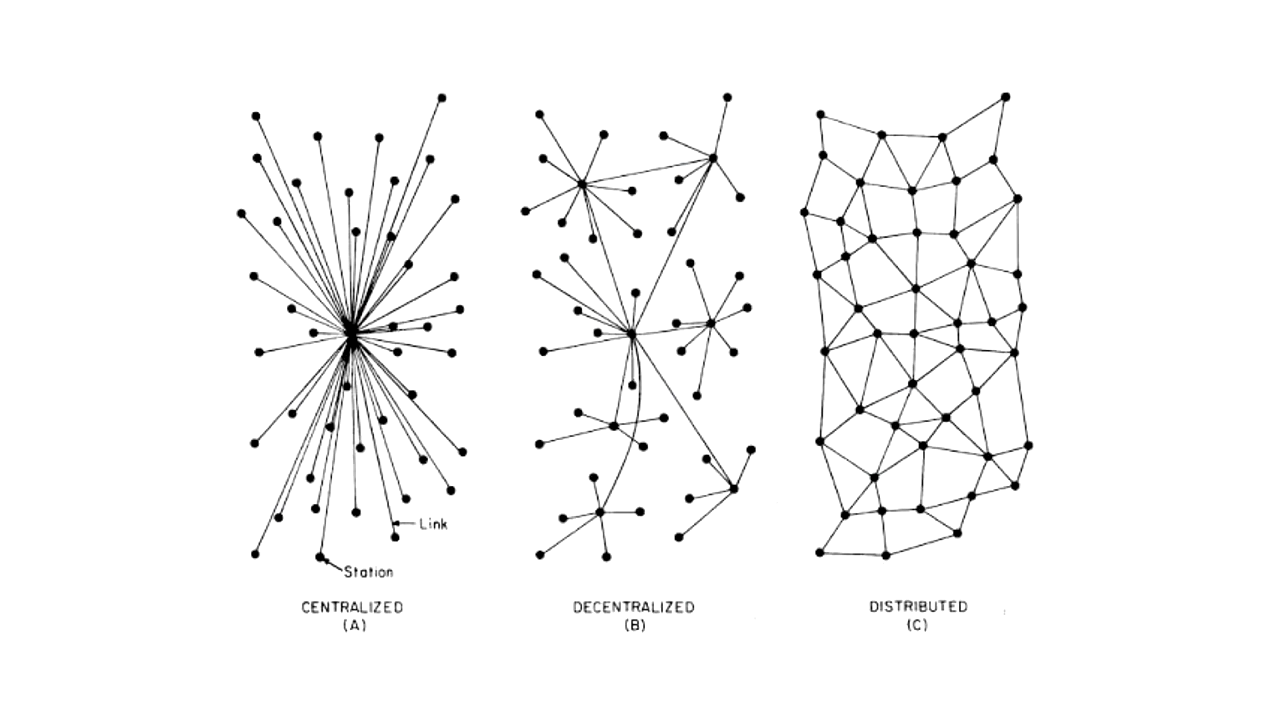 Link
Station
CENTRALIZED
(A)
DECENTRALIZED
(B)
DISTRIBUTED
(C)